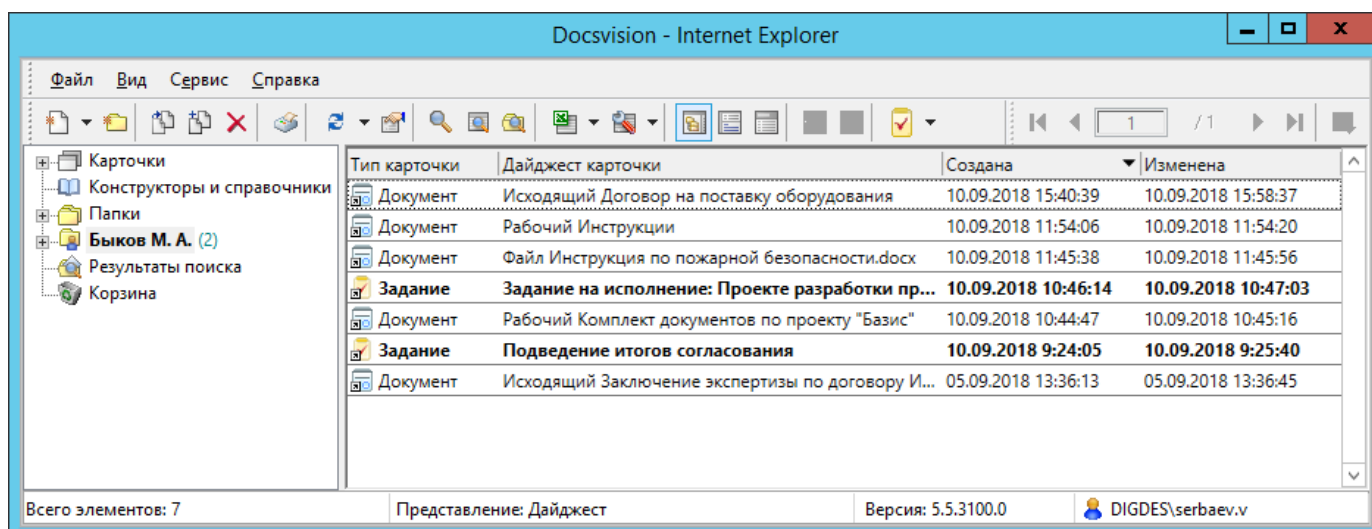 Docsvision - Internet Explorer
Файл Вид Сервис Справка
1 / 1
Карточки
Конструкторы и справочники
Папки
Быков М. А. (2)
Результаты поиска
Корзина
Тип карточки Дайджест карточки Создана Изменена
Документ Исходящий Договор на поставку оборудования 10.09.2018 15:40:39 10.09.2018 15:58:37
Документ Рабочий Инструкции 10.09.2018 11:54:06 10.09.2018 11:54:20
Документ Файл Инструкция по пожарной безопасности.docx 10.09.2018 11:45:38 10.09.2018 11:45:56
Задание Задание на исполнение: Проекте разработки пр... 10.09.2018 10:46:14 10.09.2018 10:47:03
Документ Рабочий Комплект документов по проекту "Базис" 10.09.2018 10:44:47 10.09.2018 10:45:16
Задание Подведение итогов согласования 10.09.2018 9:24:05 10.09.2018 9:25:40
Документ Исходящий Заключение экспертизы по договору И... 05.09.2018 13:36:13 05.09.2018 13:36:45
Всего элементов: 7 Представление: Дайджест Версия: 5.5.3100.0 DIGDES\serbaev.v